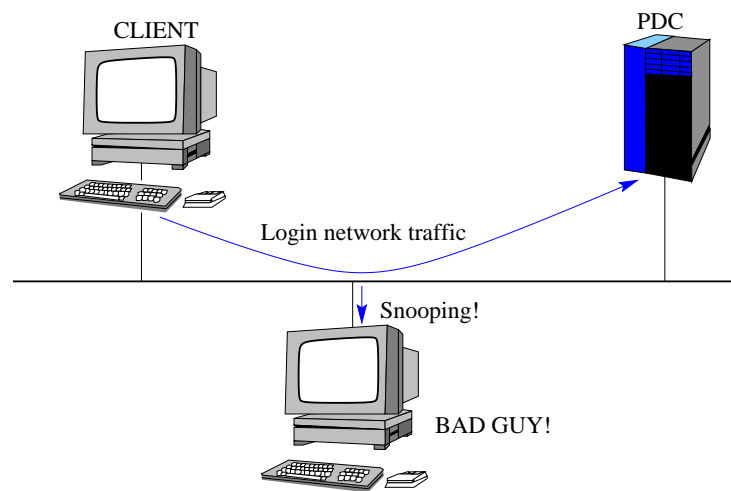 CLIENT
PDC
Login network traffic
Snooping!
BAD GUY!